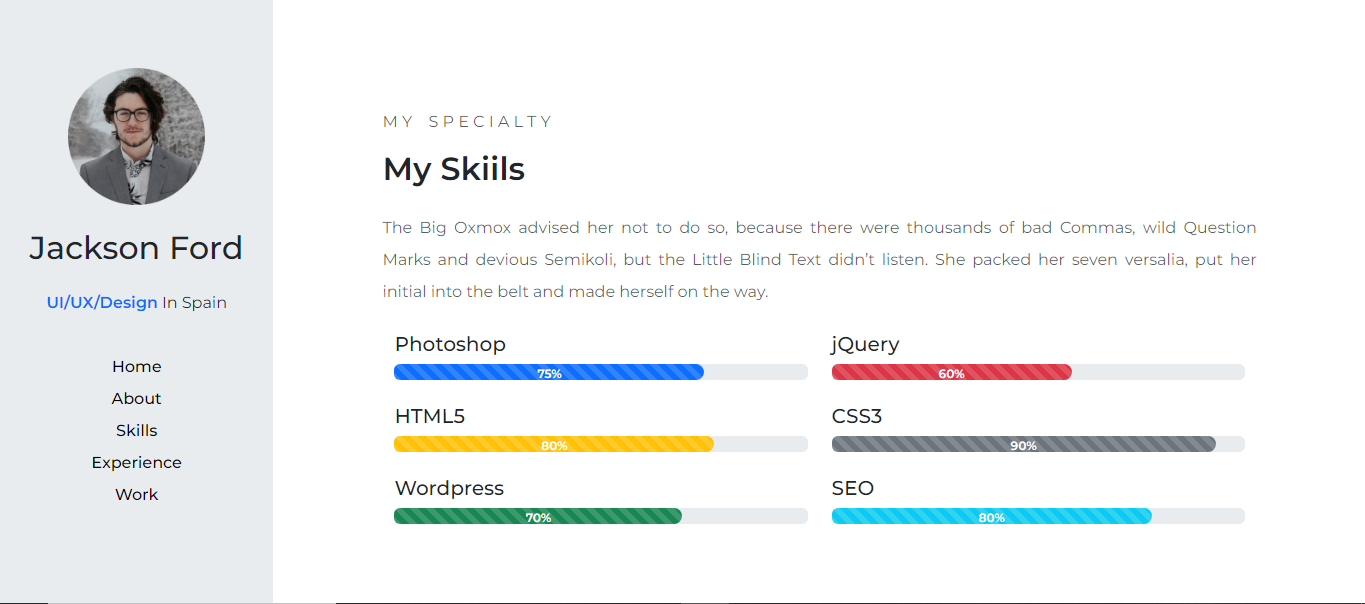 Jackson Ford
UI/UX/Design In Spain
Home
About
Skills
Experience
Work
MY SPECIALTY
My Skiils
The Big Oxmox advised her not to do so, because there were thousands of bad Commas, wild Question
Marks and devious Semikoli, but the Little Blind Text didn’t listen. She packed her seven versalia, put her
initial into the belt and made herself on the way.
Photoshop
75%
jQuery
60%
HTML5
80%
CSS3
90%
Wordpress
70%
SEO
80%